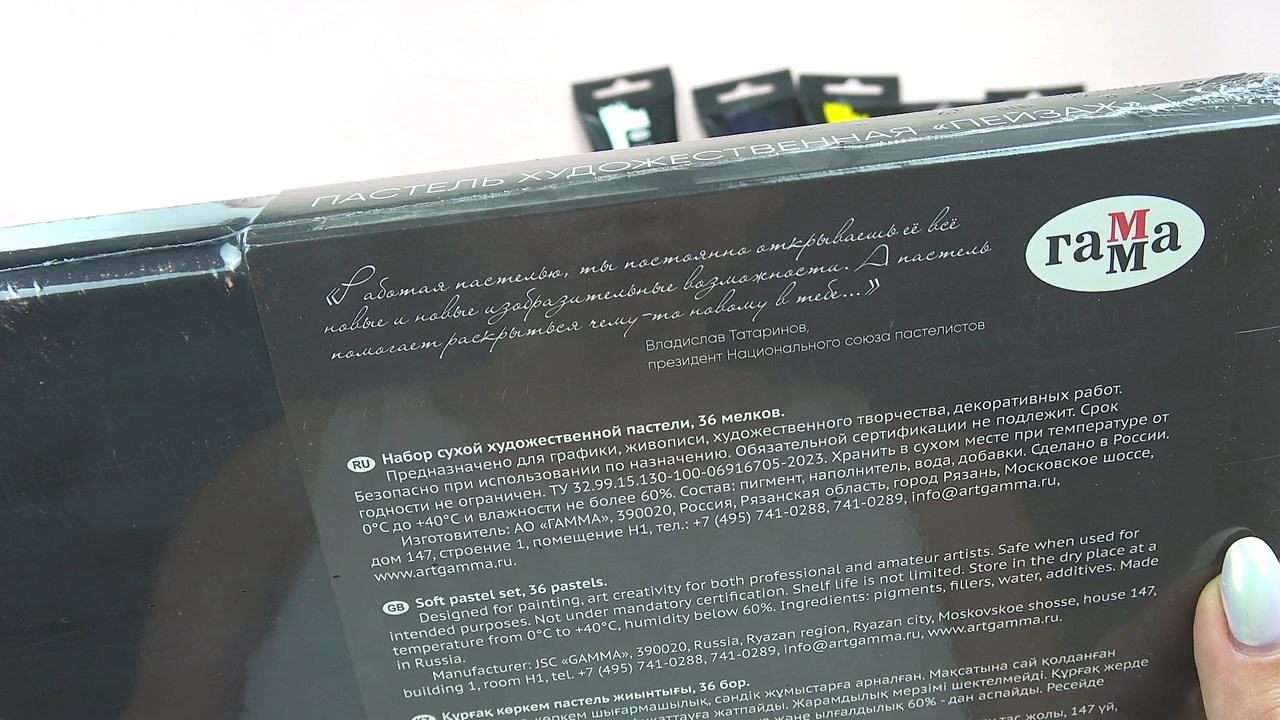 ПАСТЕЛЬ ХУДОЖЕСТВЕННАЯ «ПЕЙЗАЖ»
гамма
«Работая пастелью, ты постоянно открываешь её всё
новые и новые изобразительные возможности. А пастель
помогает раскрыться чему-то новому в тебе...»
Владислав Татаринов,
президент Национального союза пастелистов
RU Набор сухой художественной пастели, 36 мелков.
Предназначено для графики, живописи, художественного творчества, декоративных работ.
Безопасно при использовании по назначению. Обязательной сертификации не подлежит. Срок
годности не ограничен. ТУ 32.99.15.130-100-06916705-2023. Хранить в сухом месте при температуре от
0°С до +40°С и влажности не более 60%. Состав: пигмент, наполнитель, вода, добавки. Сделано в России.
Изготовитель: АО «ГАММА», 390020, Россия, Рязанская область, город Рязань, Московское шоссе,
дом 147, строение 1, помещение Н1, тел.: +7 (495) 741-0288, 741-0289, info@artgamma.ru,
www.artgamma.ru.
GB Soft pastel set, 36 pastels.
Designed for painting, art creativity for both professional and amateur artists. Safe when used for
intended purposes. Not under mandatory certification. Shelf life is not limited. Store in the dry place at a
temperature from 0°C to +40°C, humidity below 60%. Ingredients: pigments, fillers, water, additives. Made
in Russia.
Manufacturer: JSC «GAMMA», 390020, Russia, Ryazan region, Ryazan city, Moskovskoe shosse, house 147,
building 1, room H1, tel. +7 (495) 741-0288, 741-0289, info@artgamma.ru, www.artgamma.ru.
Құрғақ көркем пастель жиынтығы, 36 бор.
көркем шығармашылық, сәндік жұмыстарға арналған. Мақсатына сай қолданған
жатпайды. Жарамдылық мерзімі шектелмейді. Құрғақ жерде
және ылғалдылық 60% - дан аспайды. Ресейде
тас жолы, 147 үй,